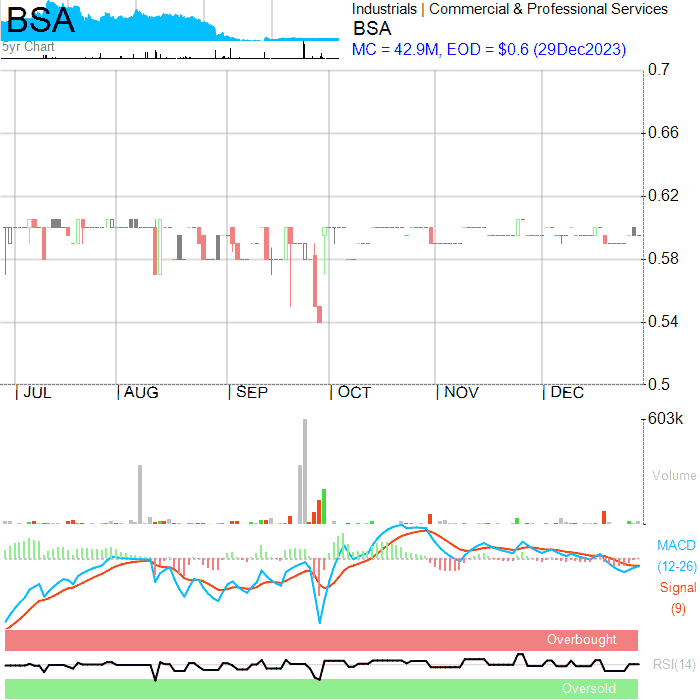 BSA
5yr Chart
Industrials | Commercial & Professional Services
BSA
MC = 42.9M, EOD = $0.6 (29Dec2023)
0.7
0.66
0.62
0.58
0.54
0.5
| JUL | AUG | SEP | OCT | NOV | DEC
603k
Volume
MACD
(12-26)
Signal
(9)
Overbought
RSI(14)
Oversold